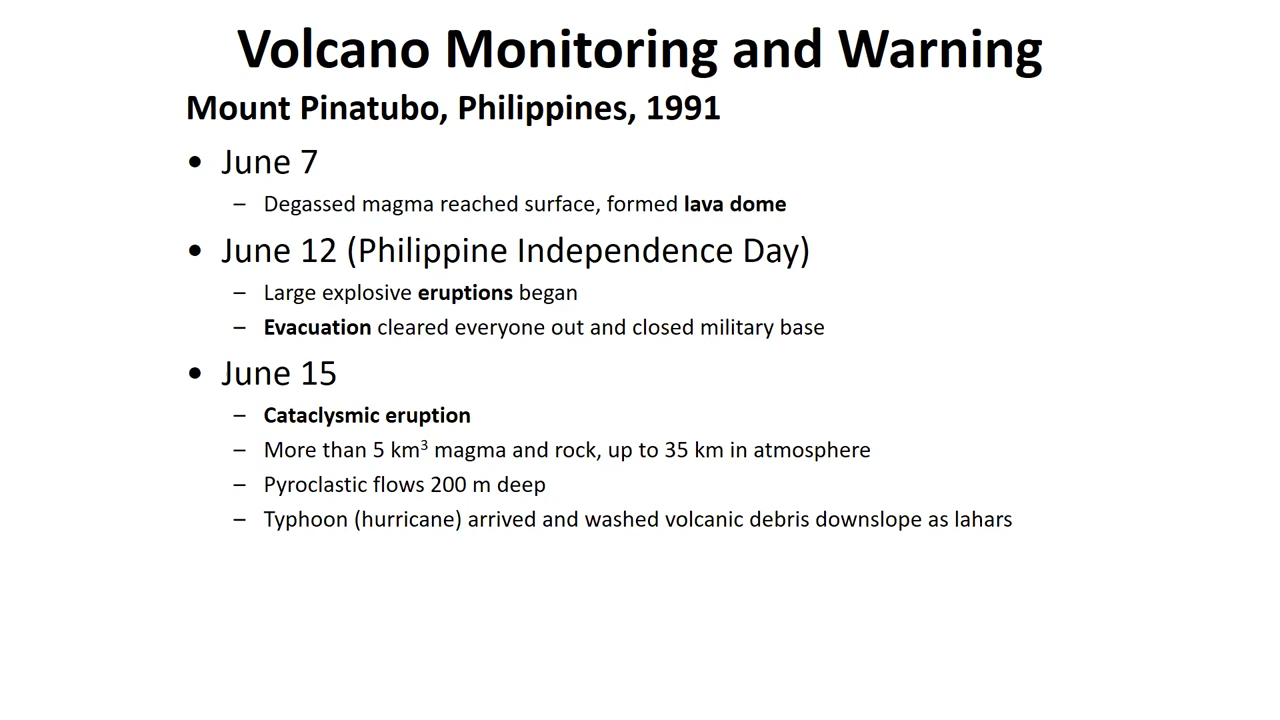 Volcano Monitoring and Warning
Mount Pinatubo, Philippines, 1991
• June 7
– Degassed magma reached surface, formed lava dome
• June 12 (Philippine Independence Day)
– Large explosive eruptions began
– Evacuation cleared everyone out and closed military base
• June 15
– Cataclysmic eruption
– More than 5 km³ magma and rock, up to 35 km in atmosphere
– Pyroclastic flows 200 m deep
– Typhoon (hurricane) arrived and washed volcanic debris downslope as lahars